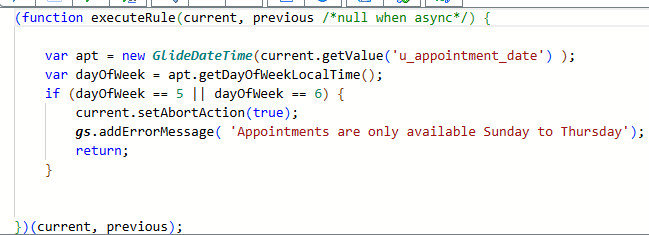 (function executeRule(current, previous /*null when async*/) {
var apt = new GlideDateTime(current.getValue('u_appointment_date') );
var dayOfWeek = apt.getDayOfWeekLocalTime();
if (dayOfWeek == 5 || dayOfWeek == 6) {
current.setAbortAction(true);
gs.addErrorMessage( 'Appointments are only available Sunday to Thursday');
return;
}
})(current, previous);